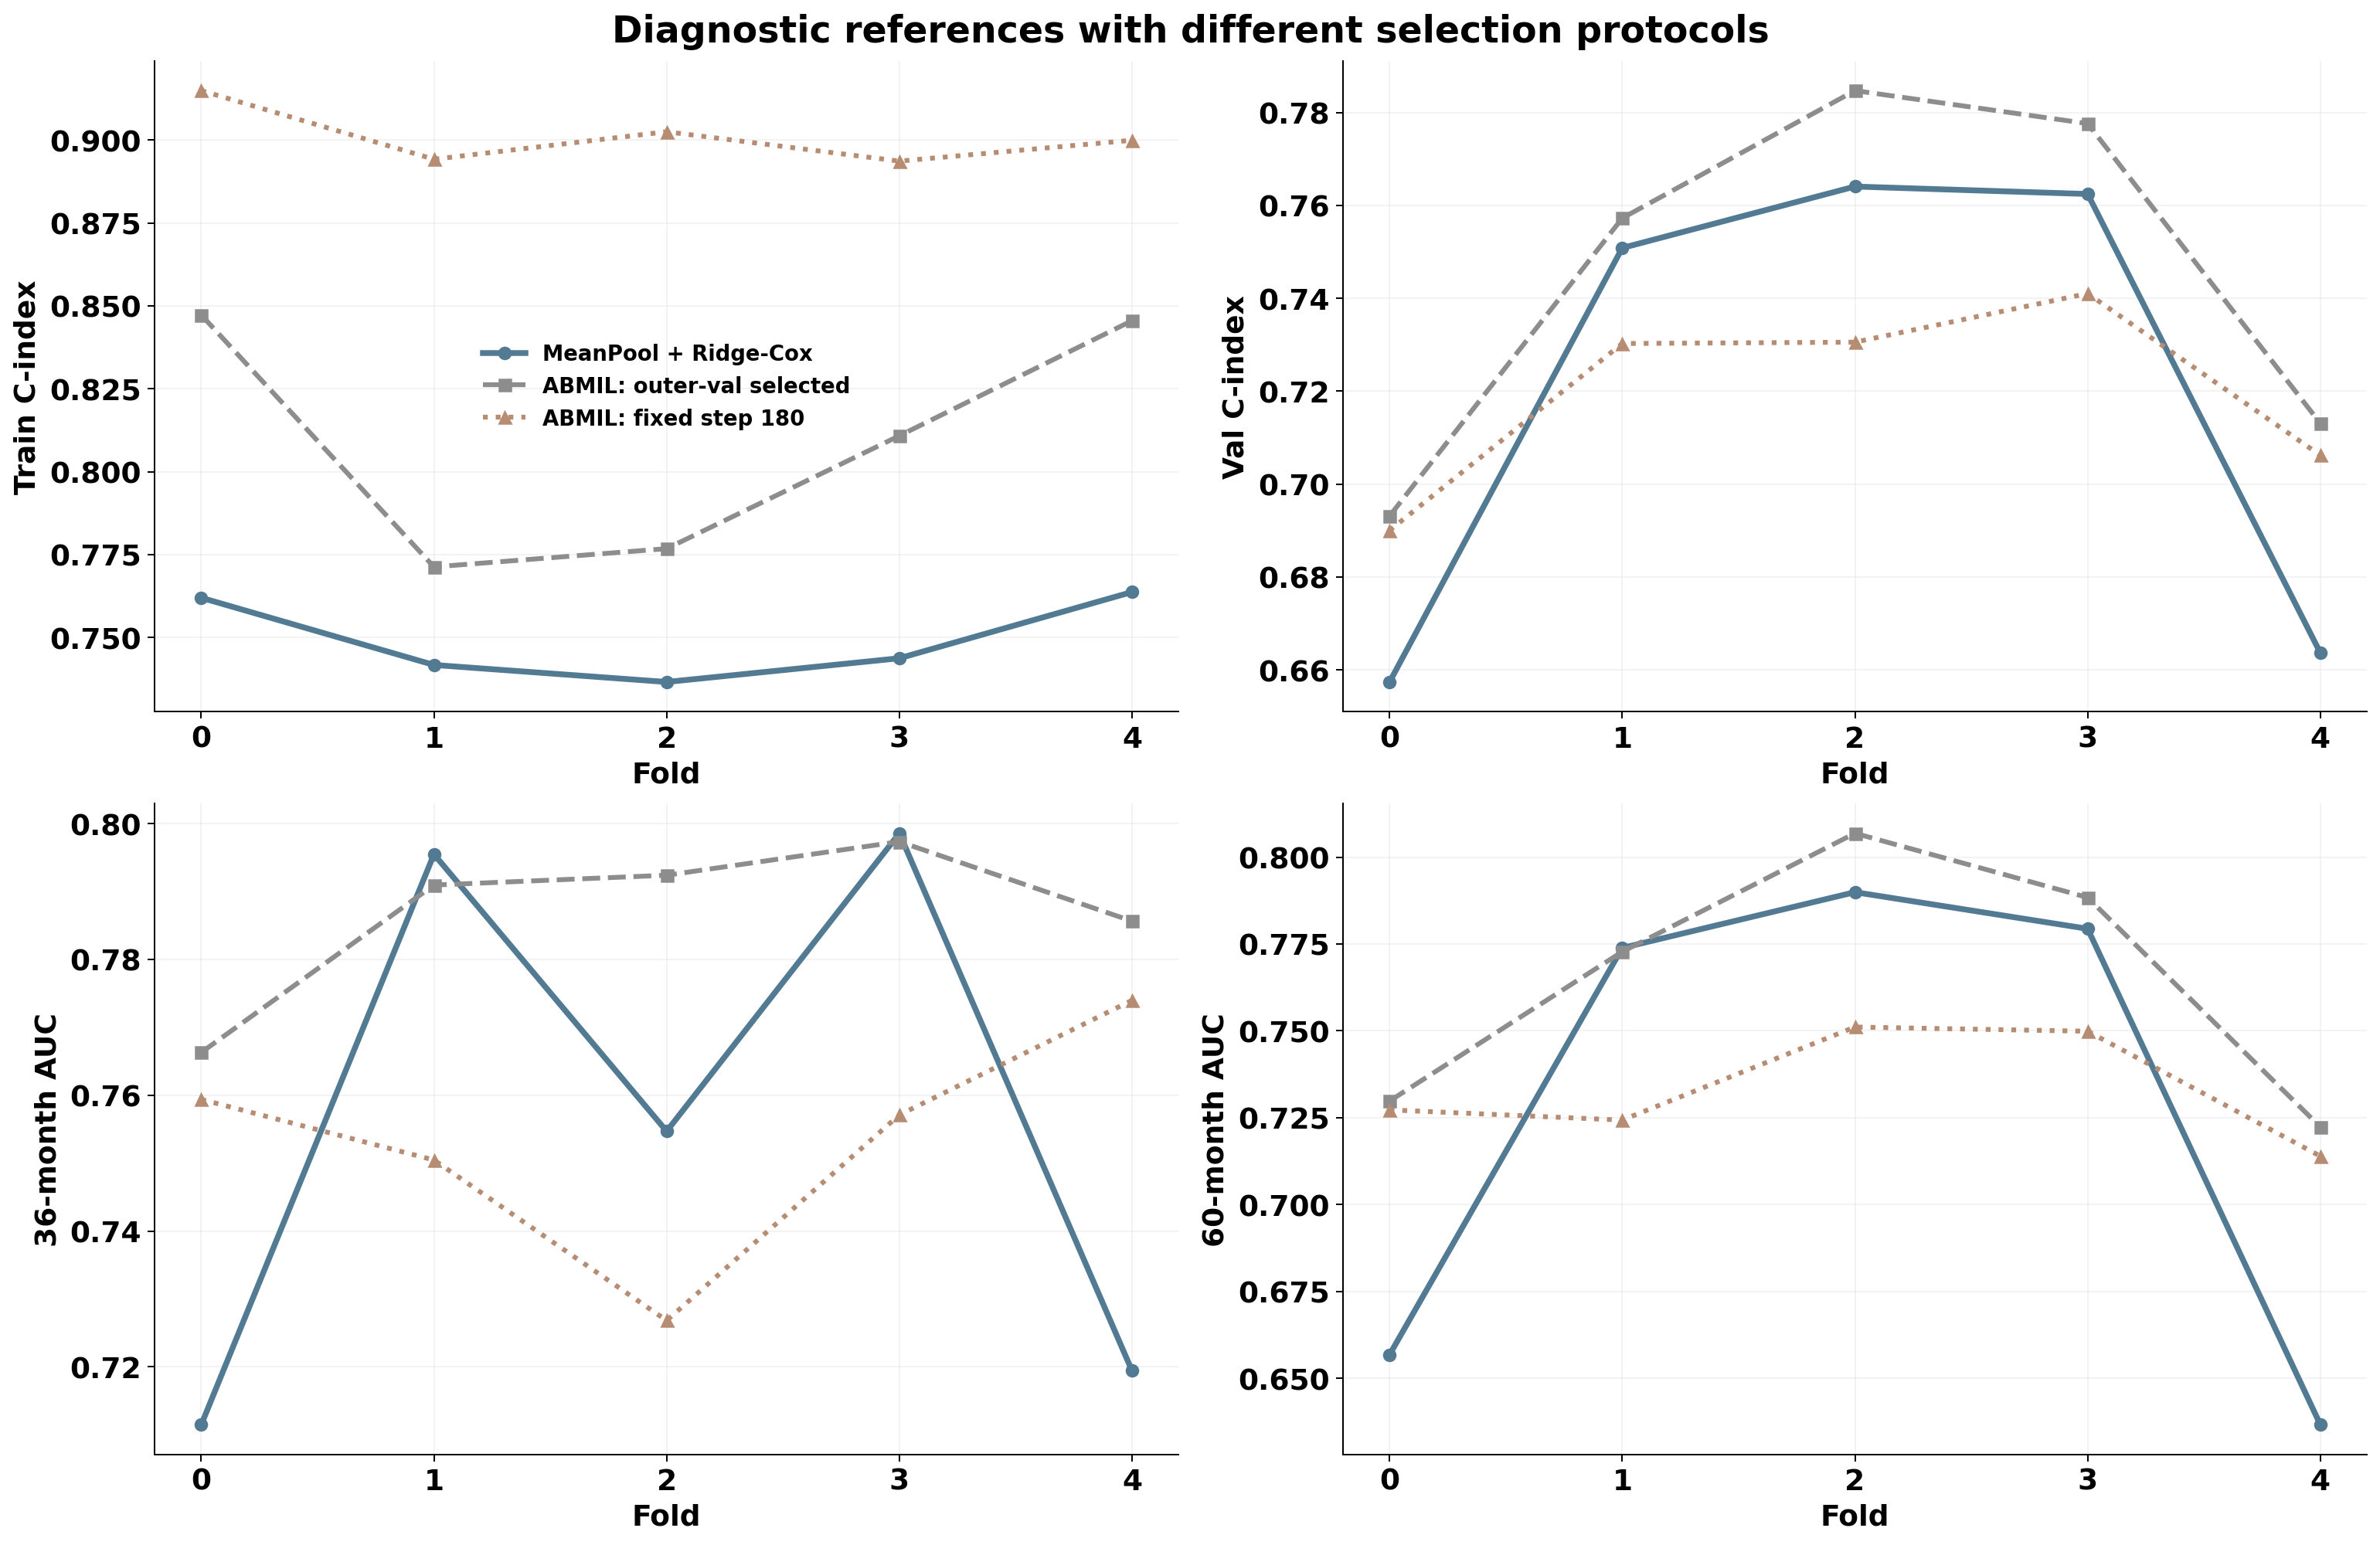 Diagnostic references with different selection protocols
Train C-index
0.900
0.875
0.850
0.825
0.800
0.775
0.750
MeanPool + Ridge-Cox
ABMIL: outer-val selected
ABMIL: fixed step 180
0 1 2 3 4
Fold
Val C-index
0.78
0.76
0.74
0.72
0.70
0.68
0.66
0 1 2 3 4
Fold
36-month AUC
0.80
0.78
0.76
0.74
0.72
0 1 2 3 4
Fold
60-month AUC
0.800
0.775
0.750
0.725
0.700
0.675
0.650
0 1 2 3 4
Fold